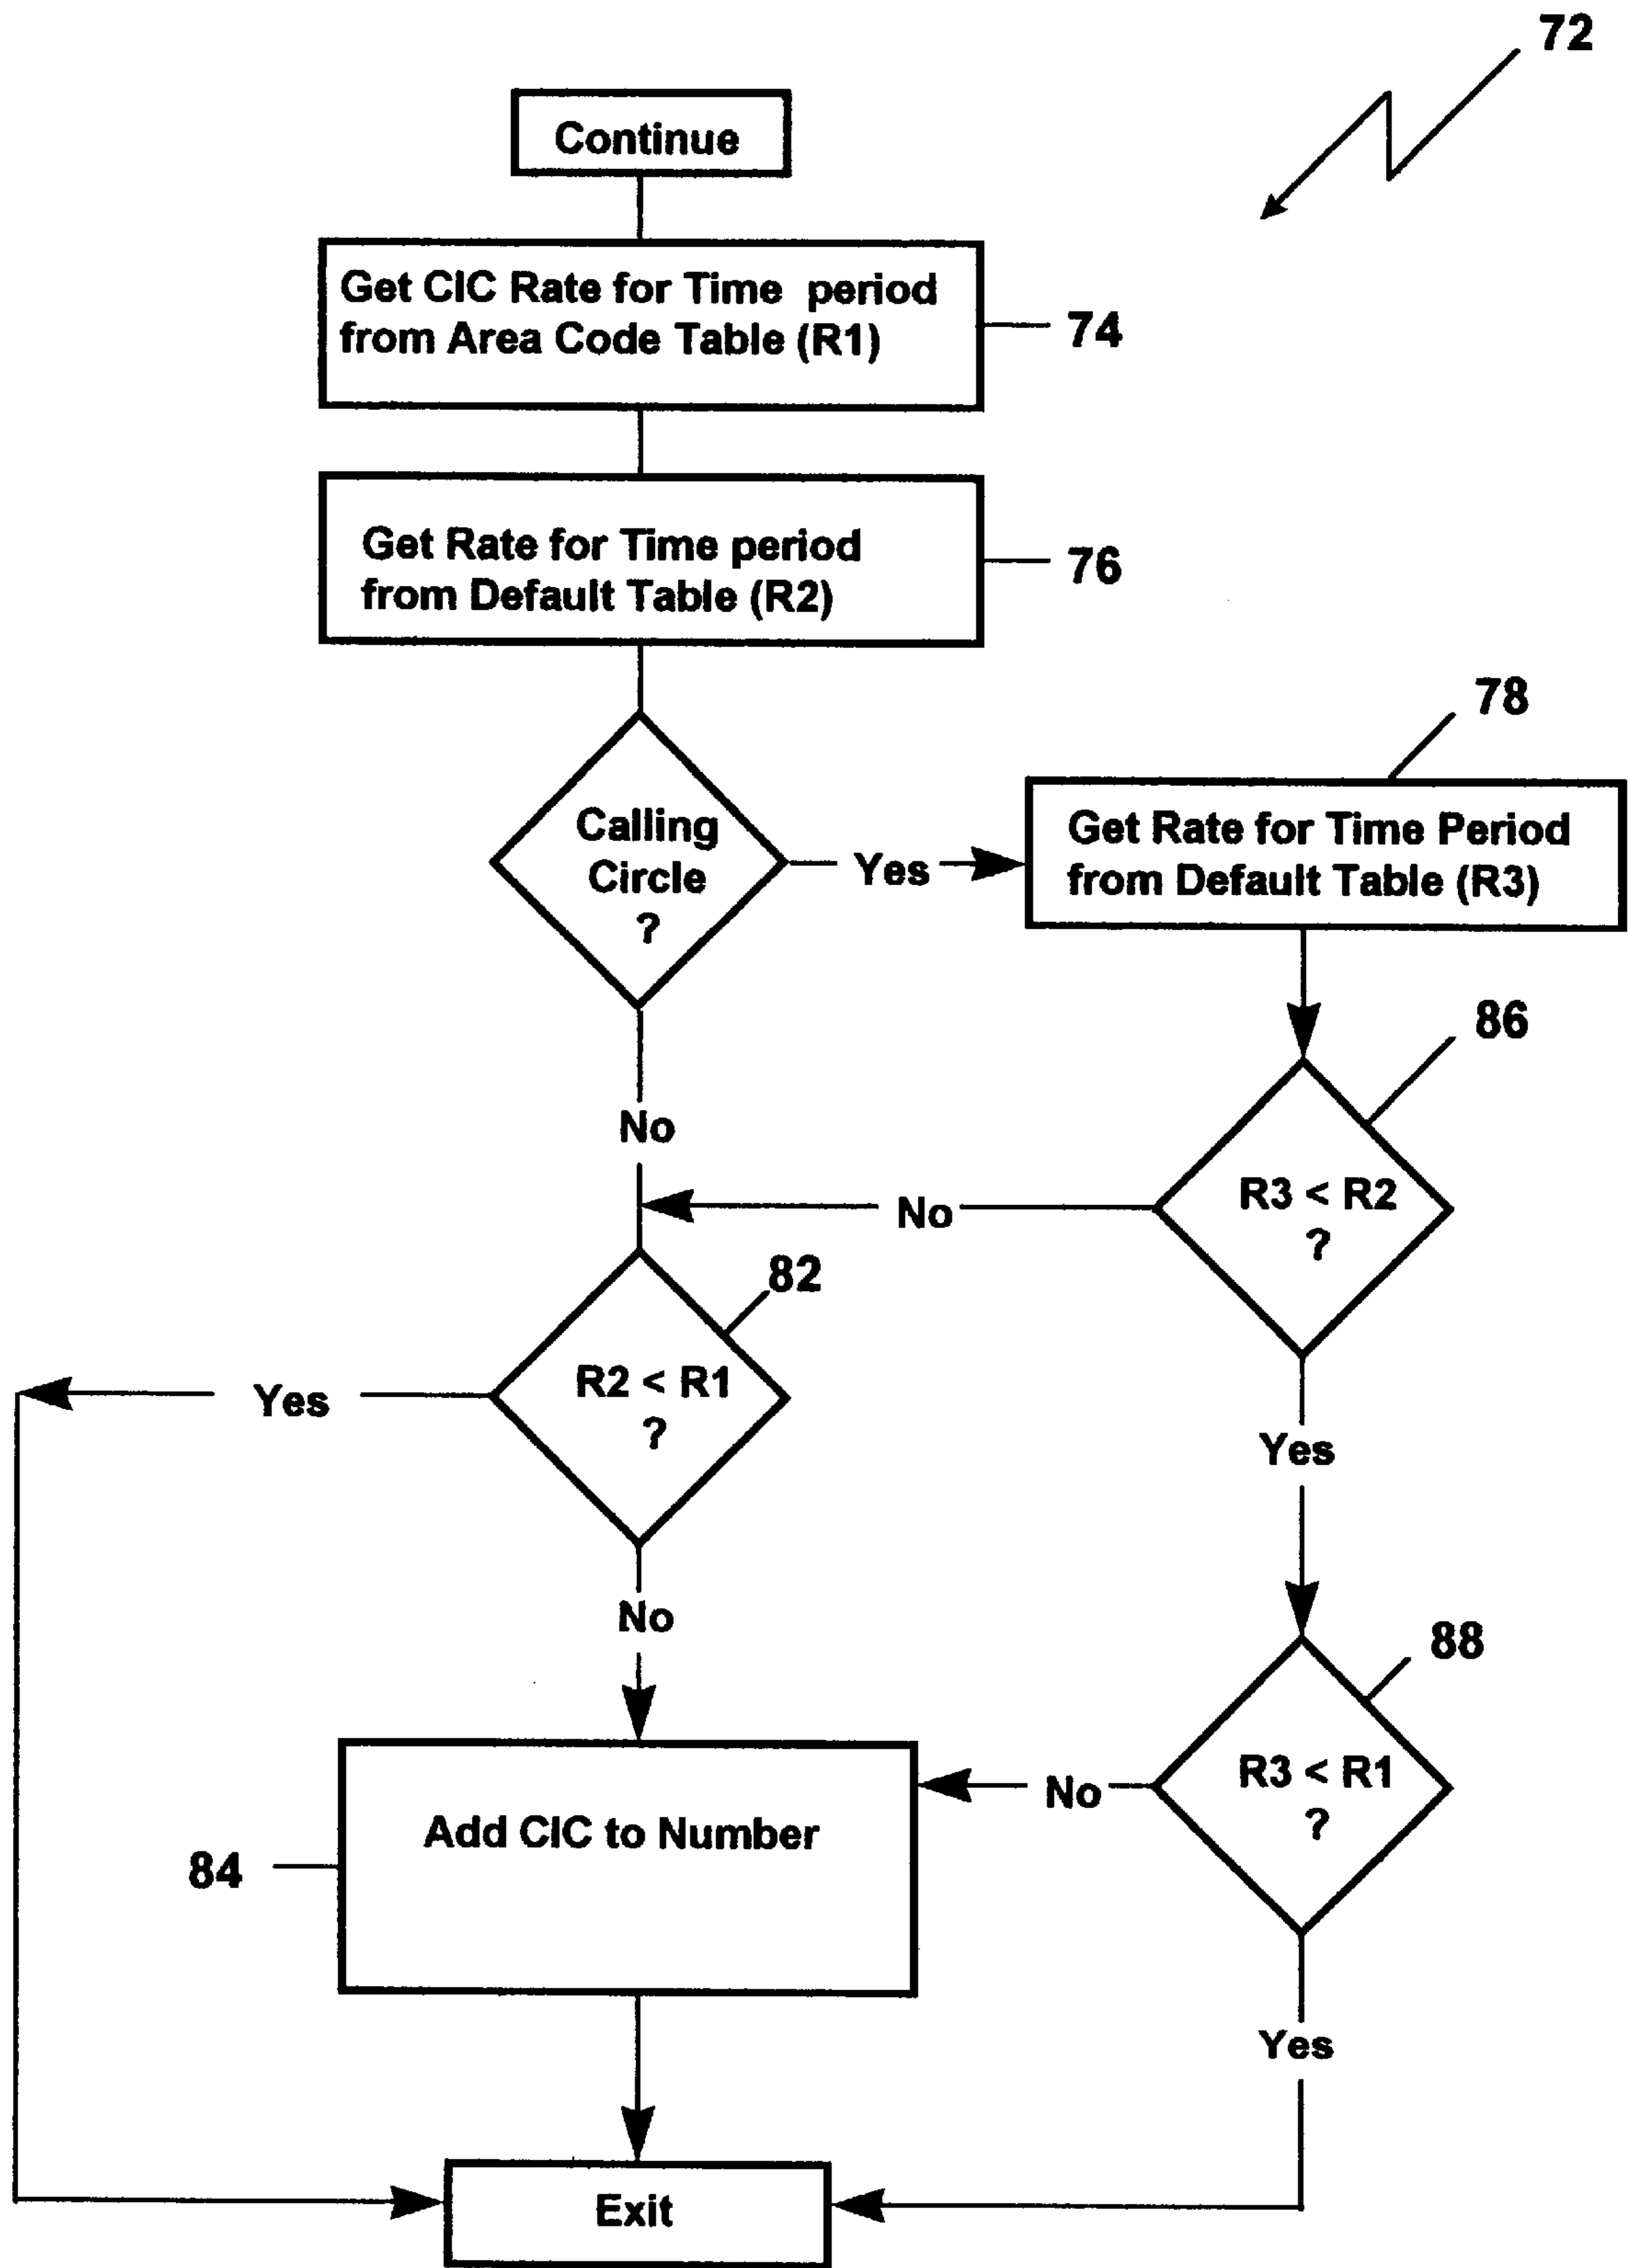 72
Continue
Get CIC Rate for Time period
from Area Code Table (R1)
74
Get Rate for Time period
from Default Table (R2)
76
78
Calling
Circle
?
Yes
Get Rate for Time Period
from Default Table (R3)
86
No
R3 < R2
?
No
82
R2 < R1
?
Yes
Yes
No
88
R3 < R1
?
No
Add CIC to Number
84
Yes
Exit